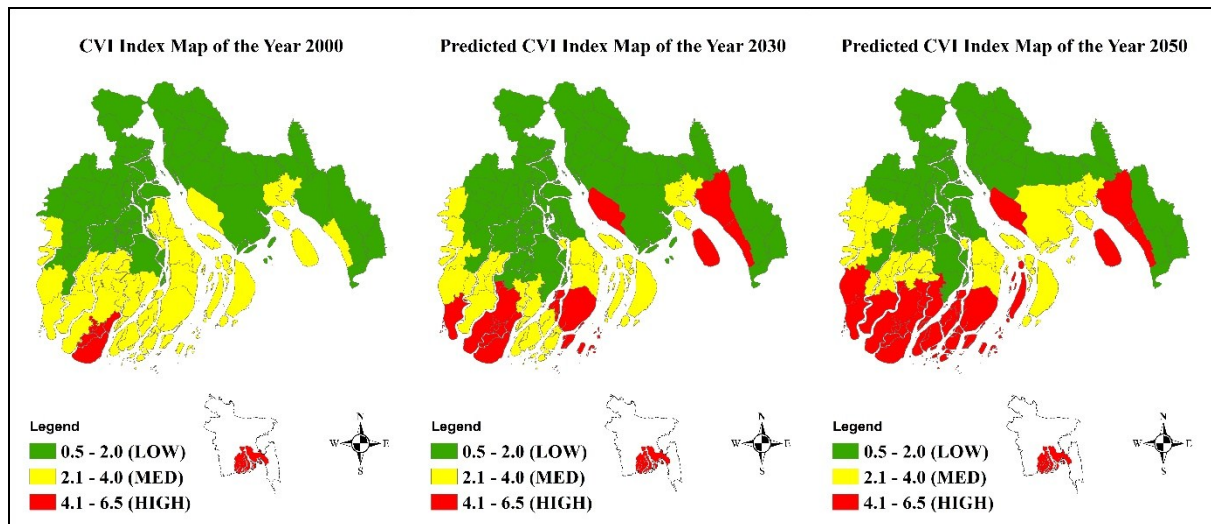 CVI Index Map of the Year 2000
Predicted CVI Index Map of the Year 2030
Predicted CVI Index Map of the Year 2050
Legend
0.5 - 2.0 (LOW)
2.1 - 4.0 (MED)
4.1 - 6.5 (HIGH)
N
W
E
S
Legend
0.5 - 2.0 (LOW)
2.1 - 4.0 (MED)
4.1 - 6.5 (HIGH)
N
W
E
S
Legend
0.5 - 2.0 (LOW)
2.1 - 4.0 (MED)
4.1 - 6.5 (HIGH)
N
W
E
S